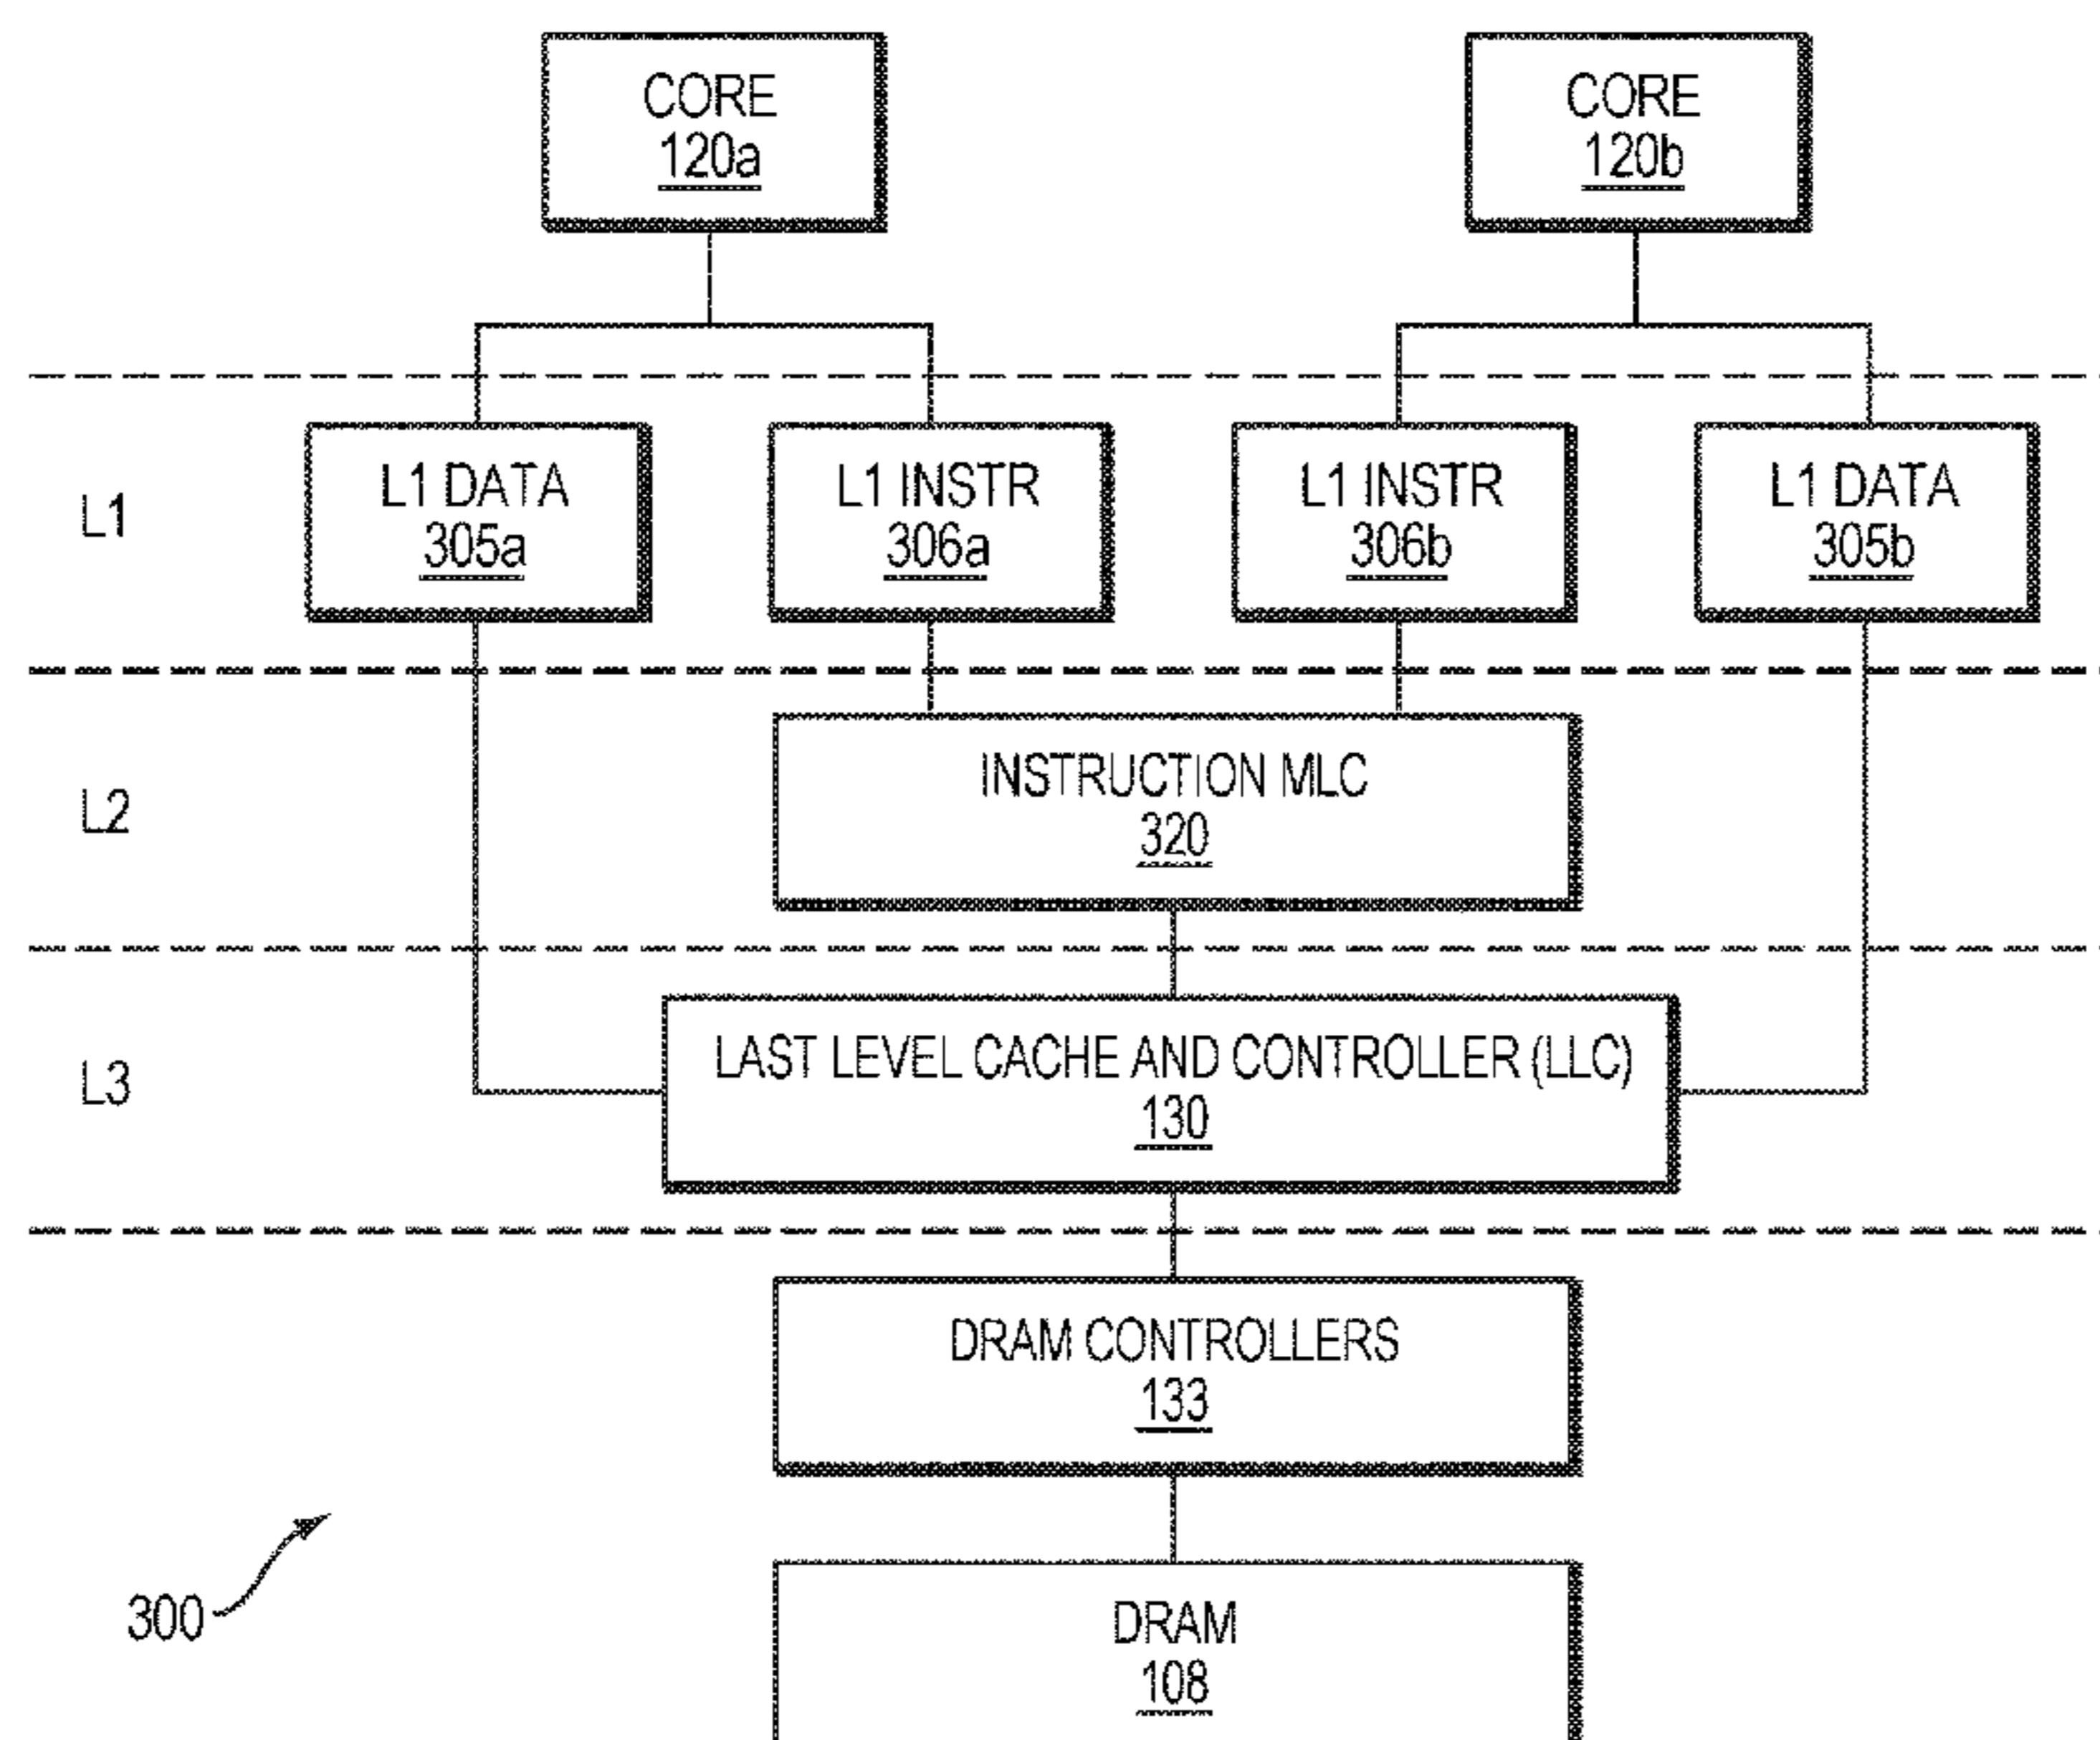 CORE
120a
CORE
120b
L1
L1 DATA
305a
L1 INSTR
306a
L1 INSTR
306b
L1 DATA
305b
L2
INSTRUCTION MLC
320
L3
LAST LEVEL CACHE AND CONTROLLER (LLC)
130
DRAM CONTROLLERS
133
300
DRAM
108